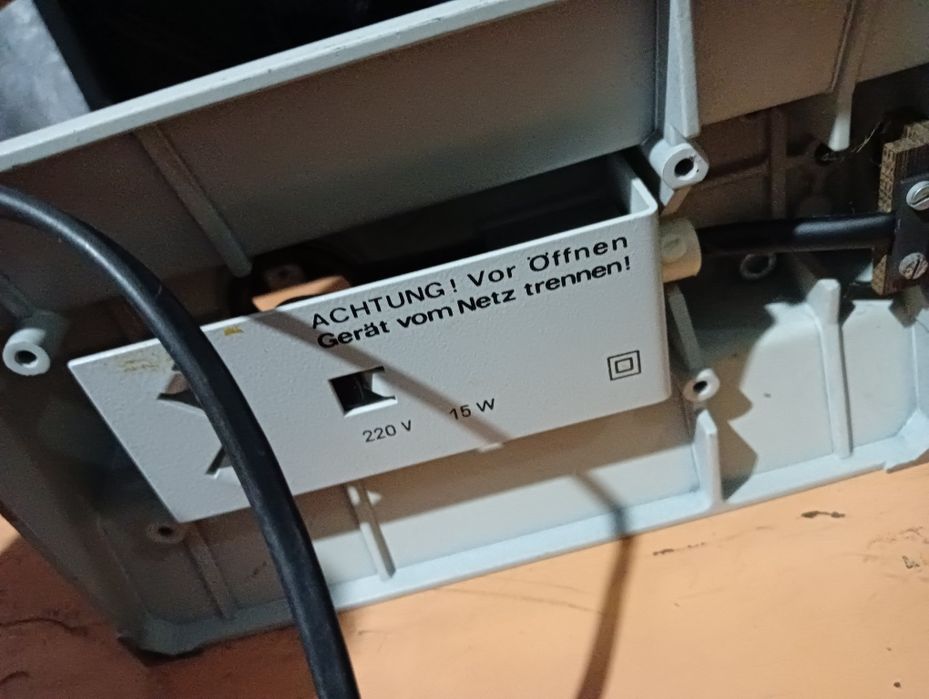 ACHTUNG! Vor Öffnen
Gerät vom Netz trennen!
220 V 15 W